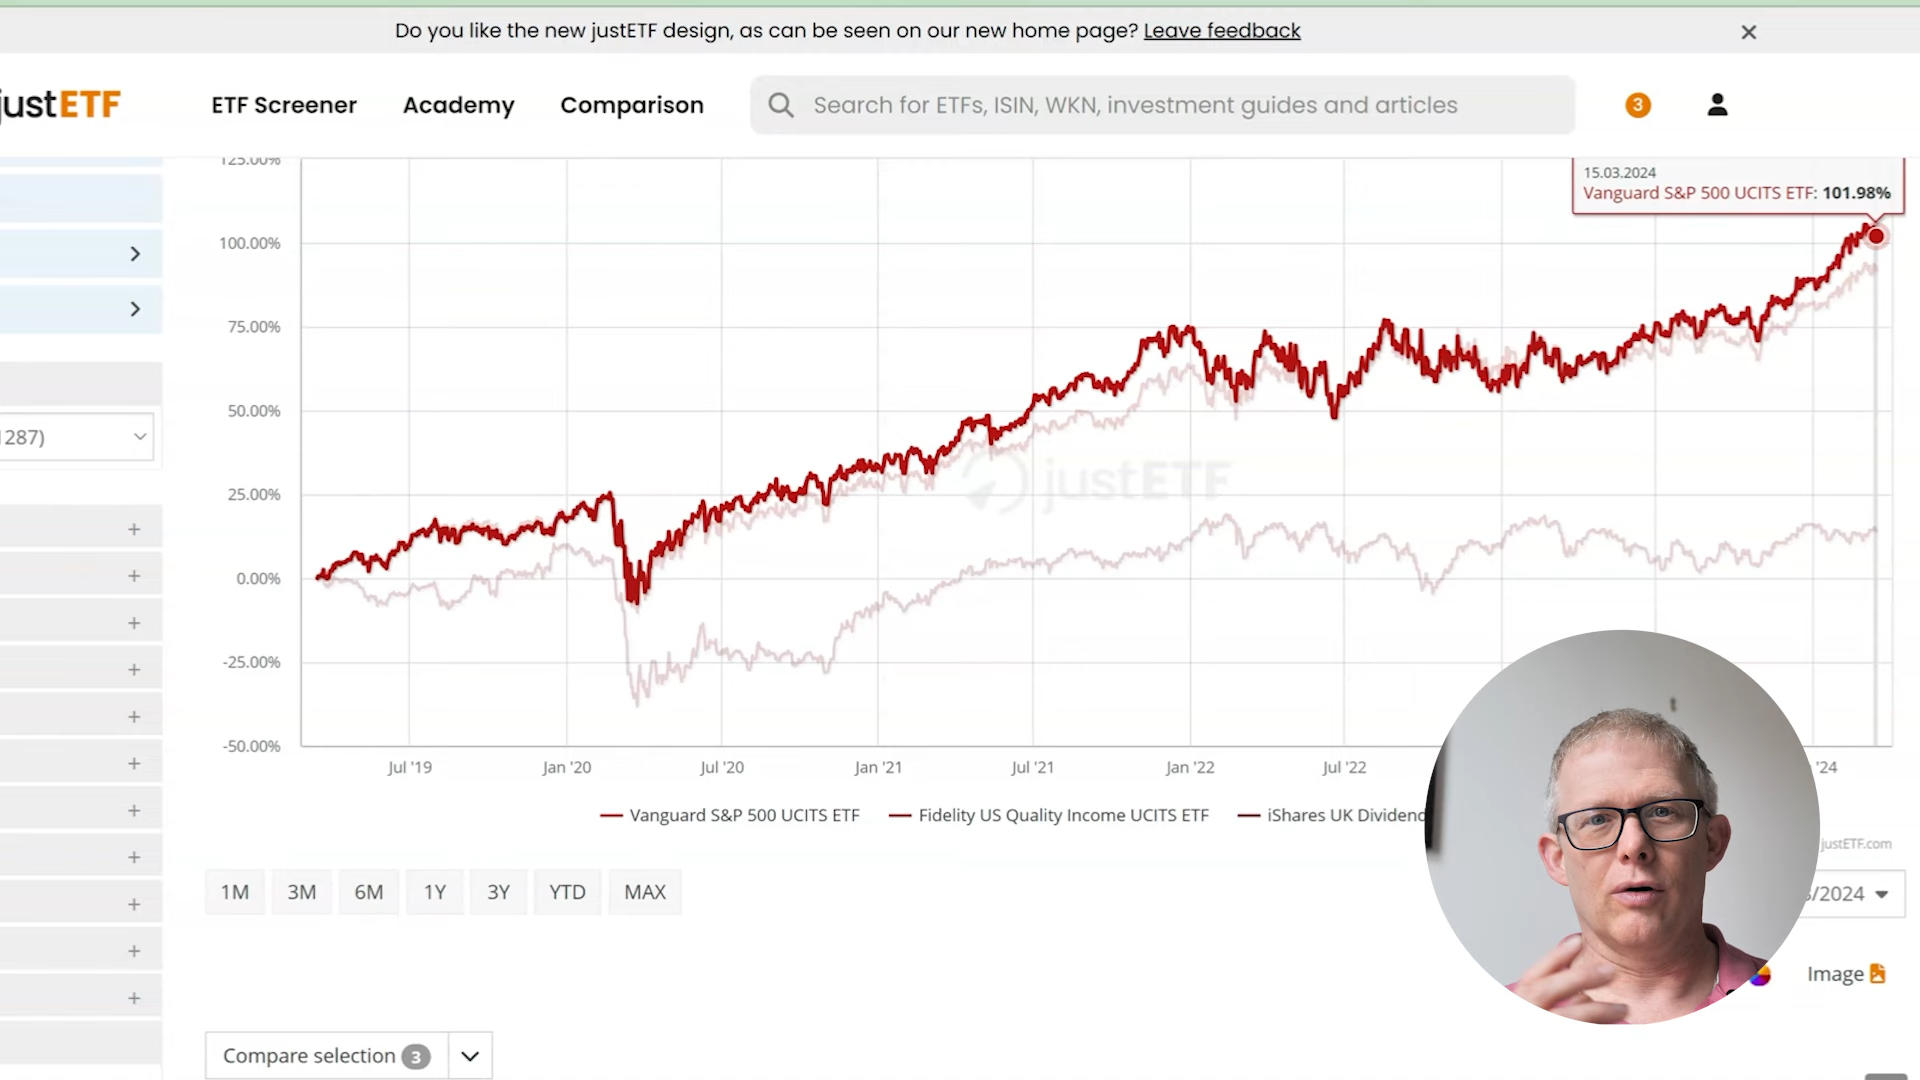 Do you like the new justETF design, as can be seen on our new home page? Leave feedback
justETF
ETF Screener
Academy
Comparison
Search for ETFs, ISIN, WKN, investment guides and articles
3
125.00%
15.03.2024
Vanguard S&P 500 UCITS ETF: 101.98%
100.00%
75.00%
50.00%
1287)
justETF
25.00%
0.00%
-25.00%
-50.00%
Jul '19
Jan '20
Jul '20
Jan '21
Jul '21
Jan '22
Jul '22
'24
Vanguard S&P 500 UCITS ETF
Fidelity US Quality Income UCITS ETF
iShares UK Dividend
justETF.com
1M
3M
6M
1Y
3Y
YTD
MAX
/2024
Image
Compare selection 3